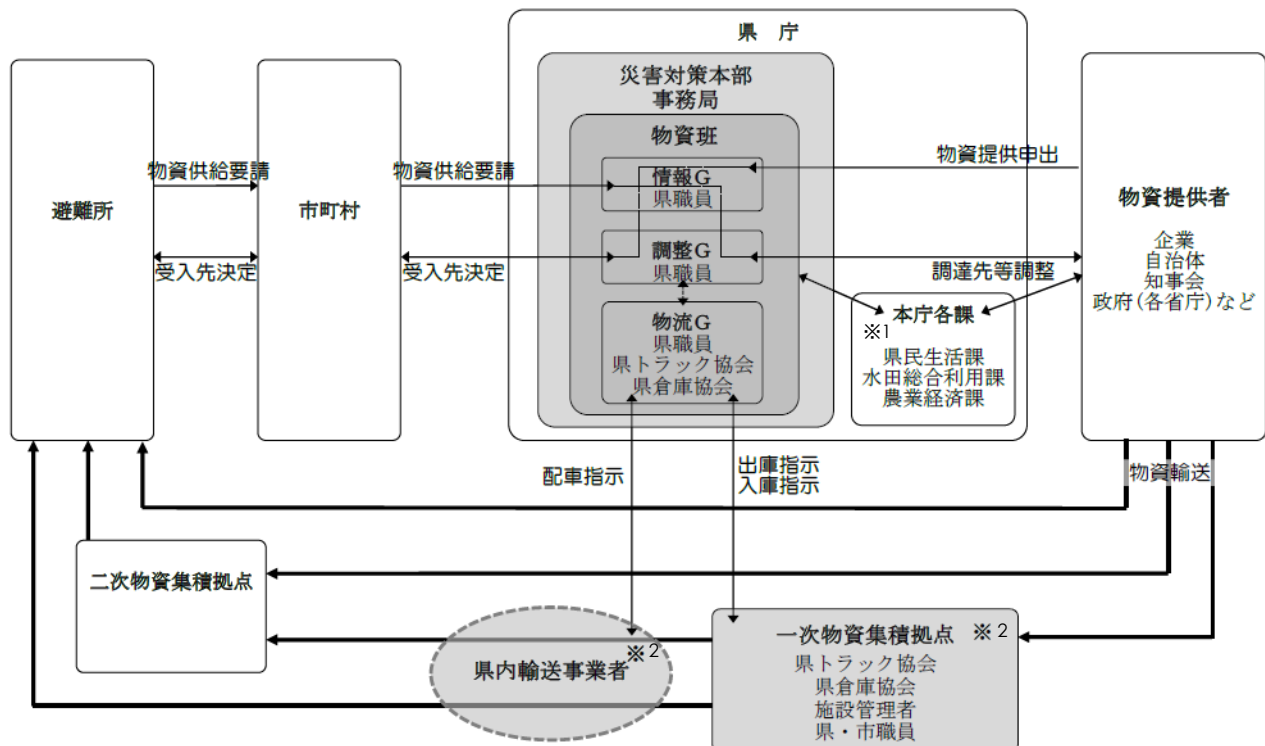 県 庁
災害対策本部
事務局
物資班
情報G
県職員
調整G
県職員
物流G
県職員
県トラック協会
県倉庫協会
避難所
物資供給要請
受入先決定
市町村
物資供給要請
受入先決定
物資提供申出
調達先等調整
本庁各課
※1
県民生活課
水田総合利用課
農業経済課
物資提供者
企業
自治体
知事会
政府(各省庁)など
配車指示
出庫指示
入庫指示
物資輸送
二次物資集積拠点
県内輸送事業者※2
一次物資集積拠点 ※2
県トラック協会
県倉庫協会
施設管理者
県・市職員